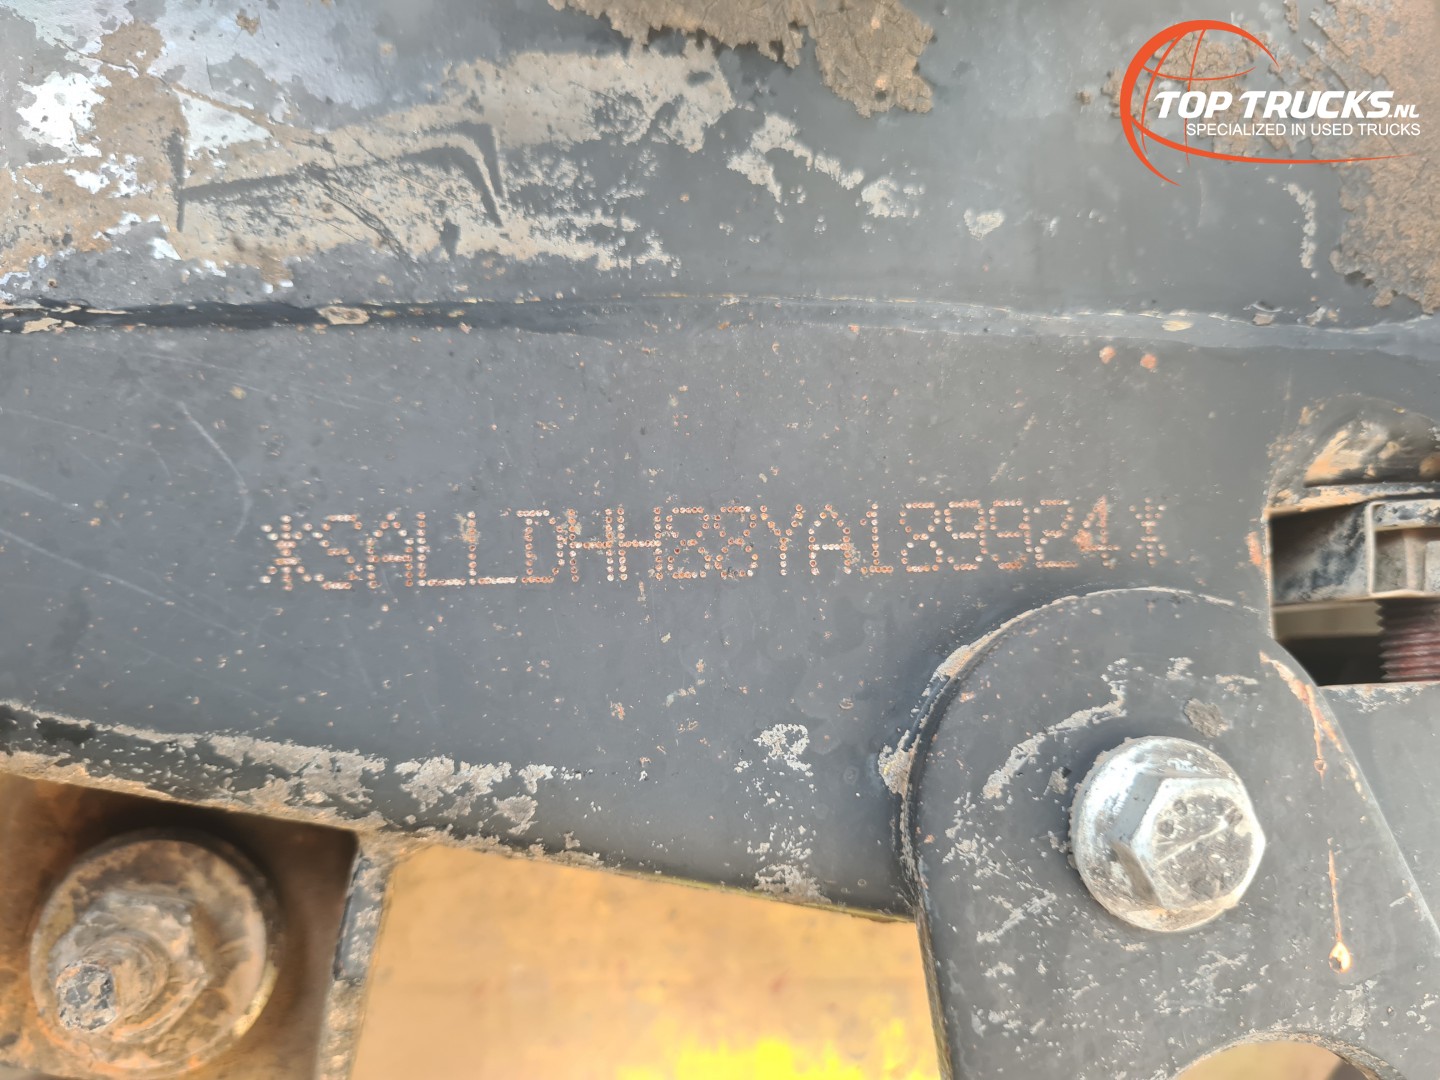 TOP TRUCKS.NL
SPECIALIZED IN USED TRUCKS
*SALLDHH88YA189924*